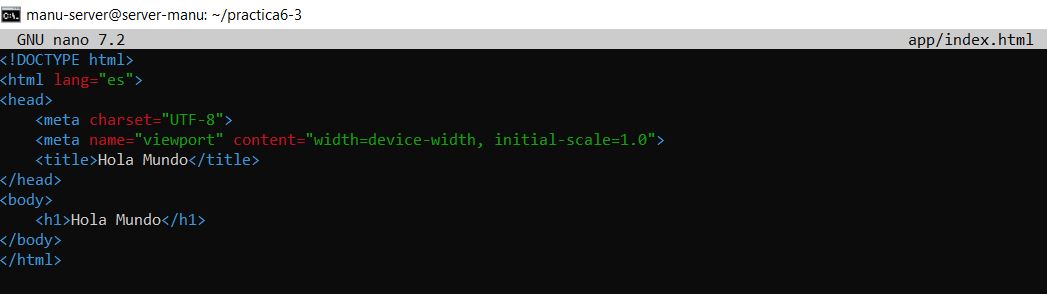 manu-server@server-manu: ~/practica6-3
GNU nano 7.2 app/index.html
<!DOCTYPE html>
<html lang="es">
<head>
    <meta charset="UTF-8">
    <meta name="viewport" content="width=device-width, initial-scale=1.0">
    <title>Hola Mundo</title>
</head>
<body>
    <h1>Hola Mundo</h1>
</body>
</html>